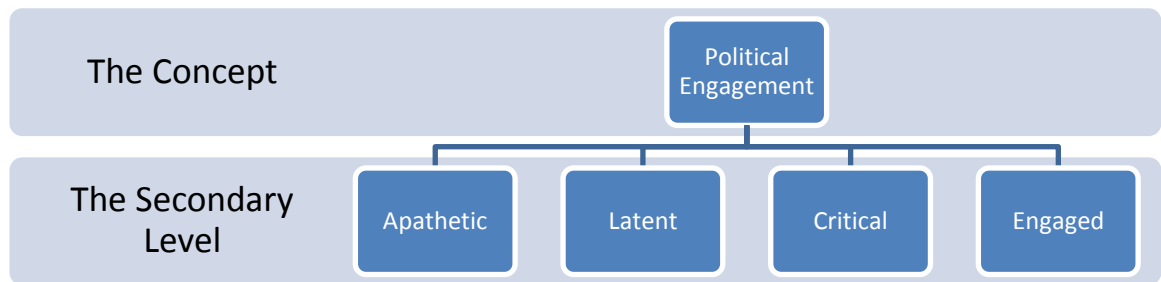 The Concept
Political
Engagement
The Secondary
Level
Apathetic
Latent
Critical
Engaged